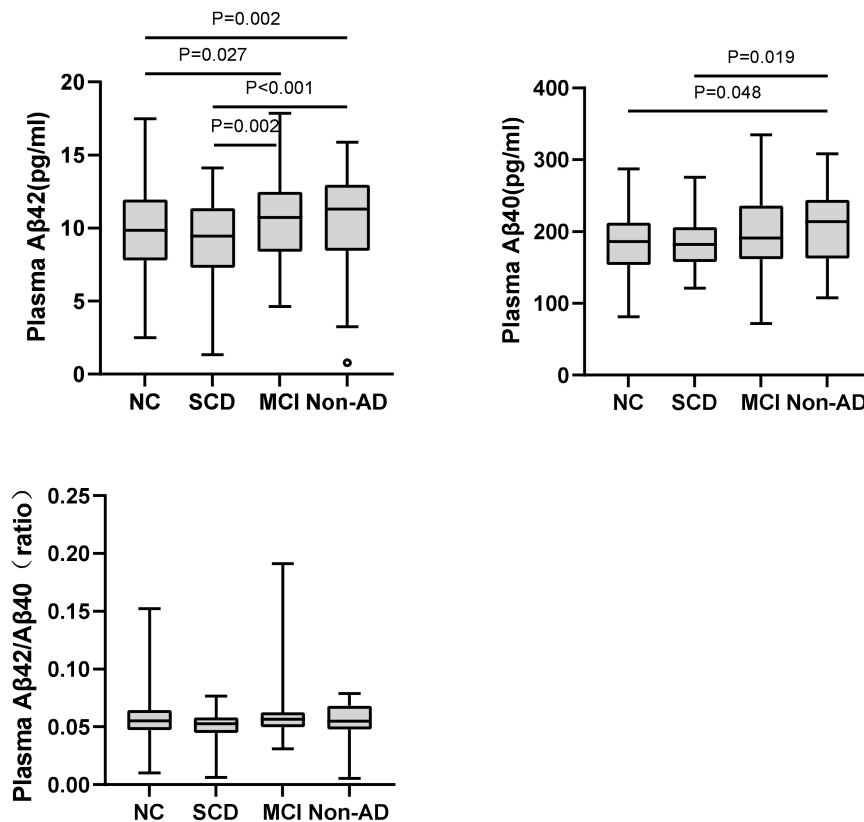 P=0.002
P=0.027
P<0.001
P=0.002
20
15
10
5
0
Plasma Aβ42(pg/ml)
NC SCD MCI Non-AD
P=0.019
P=0.048
400
300
200
100
0
Plasma Aβ40(pg/ml)
NC SCD MCI Non-AD
0.25
0.20
0.15
0.10
0.05
0.00
Plasma Aβ42/Aβ40（ratio）
NC SCD MCI Non-AD